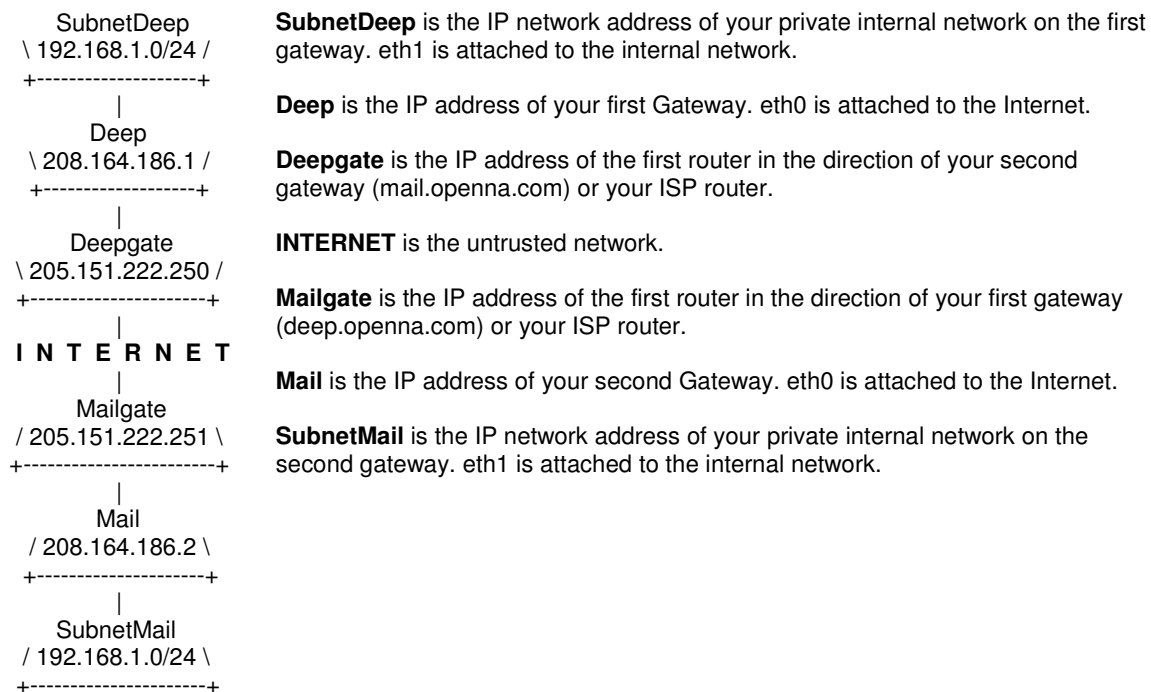 SubnetDeep
\ 192.168.1.0/24 /
+--------------------+
|
Deep
\ 208.164.186.1 /
+-------------------+
|
Deepgate
\ 205.151.222.250 /
+----------------------+
|
I N T E R N E T
|
Mailgate
/ 205.151.222.251 \
+------------------------+
|
Mail
/ 208.164.186.2 \
+---------------------+
|
SubnetMail
/ 192.168.1.0/24 \
+----------------------+
SubnetDeep is the IP network address of your private internal network on the first
gateway. eth1 is attached to the internal network.
Deep is the IP address of your first Gateway. eth0 is attached to the Internet.
Deepgate is the IP address of the first router in the direction of your second
gateway (mail.openna.com) or your ISP router.
INTERNET is the untrusted network.
Mailgate is the IP address of the first router in the direction of your first gateway
(deep.openna.com) or your ISP router.
Mail is the IP address of your second Gateway. eth0 is attached to the Internet.
SubnetMail is the IP network address of your private internal network on the
second gateway. eth1 is attached to the internal network.